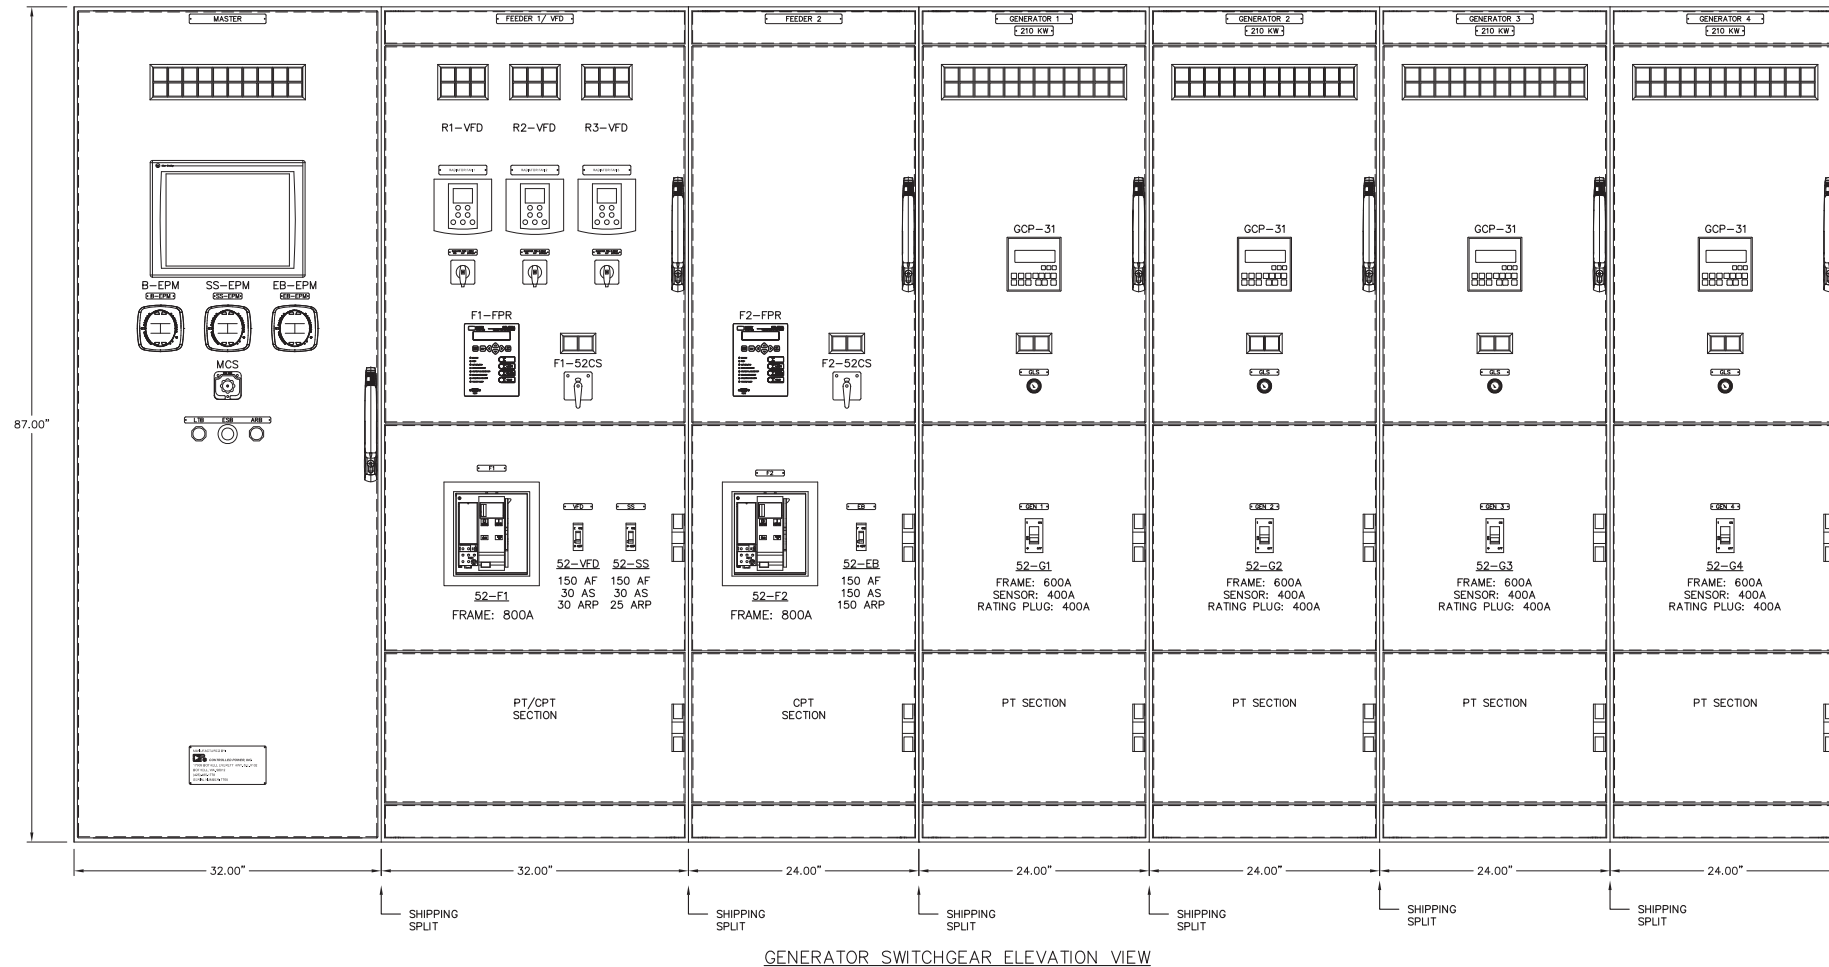 MASTER
FEEDER 1/ VFD
FEEDER 2
GENERATOR 1
210 KW
GENERATOR 2
210 KW
GENERATOR 3
210 KW
GENERATOR 4
210 KW
R1-VFD
R2-VFD
R3-VFD
GCP-31
GCP-31
GCP-31
GCP-31
B-EPM
SS-EPM
EB-EPM
B-EPM
SS-EPM
EB-EPM
F1-FPR
F2-FPR
MCS
F1-52CS
F2-52CS
GLS
GLS
GLS
GLS
LTB
ESB
ARB
87.00"
F1
VFD
SS
F2
EB
GEN 1
GEN 2
GEN 3
GEN 4
52-F1
FRAME: 800A
52-VFD
150 AF
30 AS
30 ARP
52-SS
150 AF
30 AS
25 ARP
52-F2
FRAME: 800A
52-EB
150 AF
150 AS
150 ARP
52-G1
FRAME: 600A
SENSOR: 400A
RATING PLUG: 400A
52-G2
FRAME: 600A
SENSOR: 400A
RATING PLUG: 400A
52-G3
FRAME: 600A
SENSOR: 400A
RATING PLUG: 400A
52-G4
FRAME: 600A
SENSOR: 400A
RATING PLUG: 400A
PT/CPT
SECTION
CPT
SECTION
PT SECTION
PT SECTION
PT SECTION
PT SECTION
32.00"
32.00"
24.00"
24.00"
24.00"
24.00"
24.00"
SHIPPING
SPLIT
SHIPPING
SPLIT
SHIPPING
SPLIT
SHIPPING
SPLIT
SHIPPING
SPLIT
SHIPPING
SPLIT
GENERATOR SWITCHGEAR ELEVATION VIEW